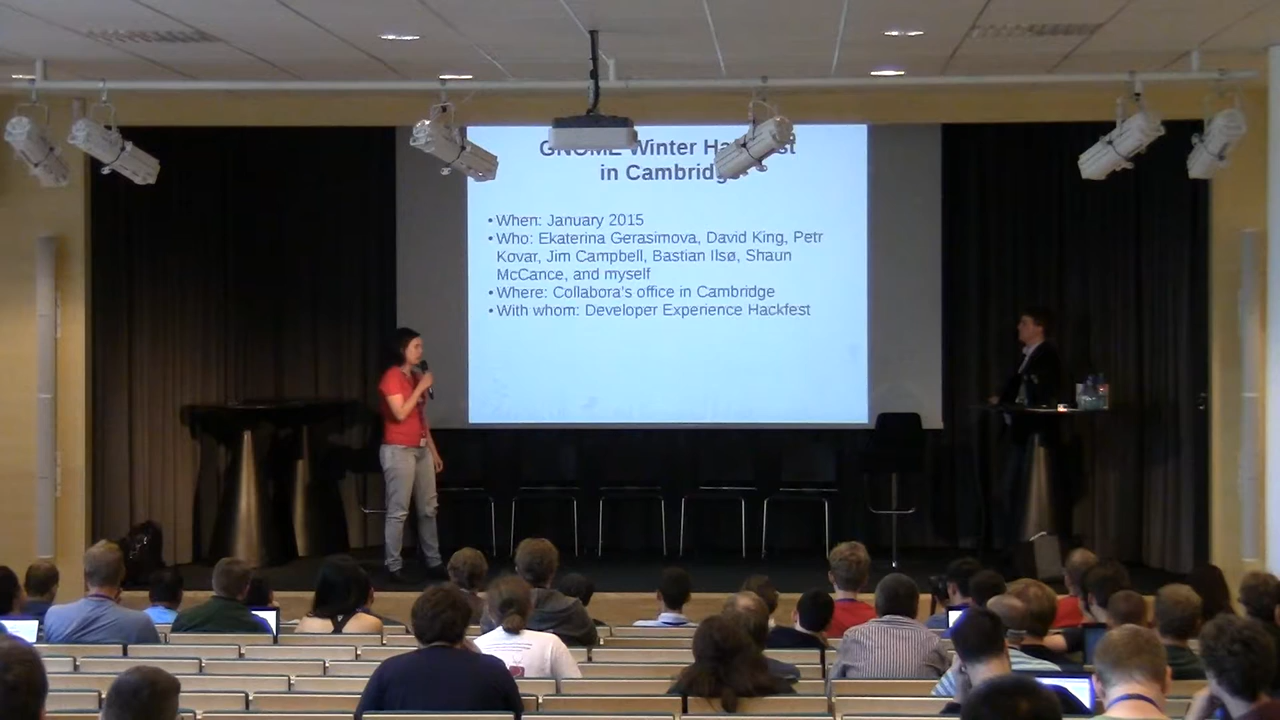 GNOME Winter Hackfest
in Cambridge
• When: January 2015
• Who: Ekaterina Gerasimova, David King, Petr
Kovar, Jim Campbell, Bastian Ilsø, Shaun
McCance, and myself
• Where: Collabora's office in Cambridge
• With whom: Developer Experience Hackfest